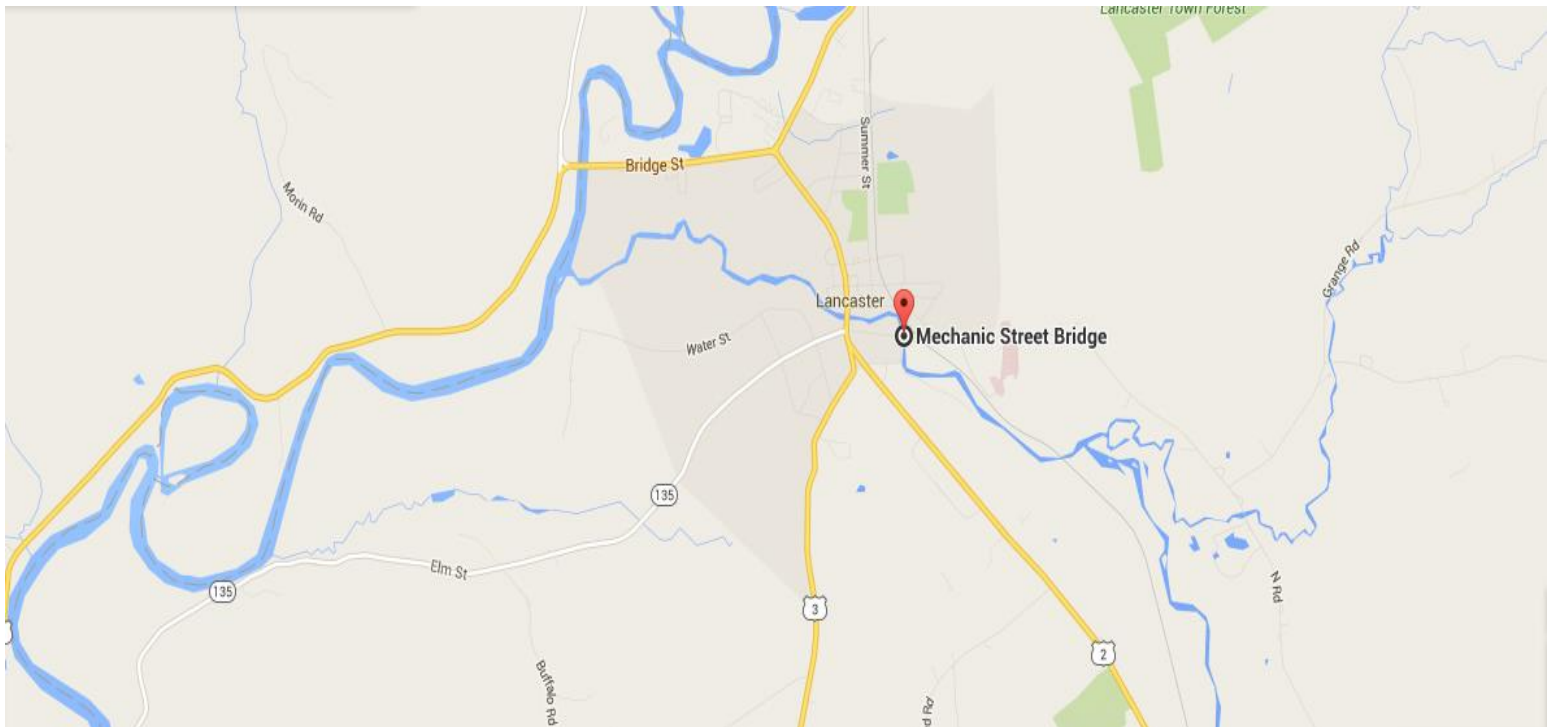 Lancaster Town Forest
Summer St
Bridge St
Morin Rd
Grange Rd
Lancaster
Mechanic Street Bridge
Water St
135
Elm St
135
3
2
N Rd
Buffalo Rd
d Rd